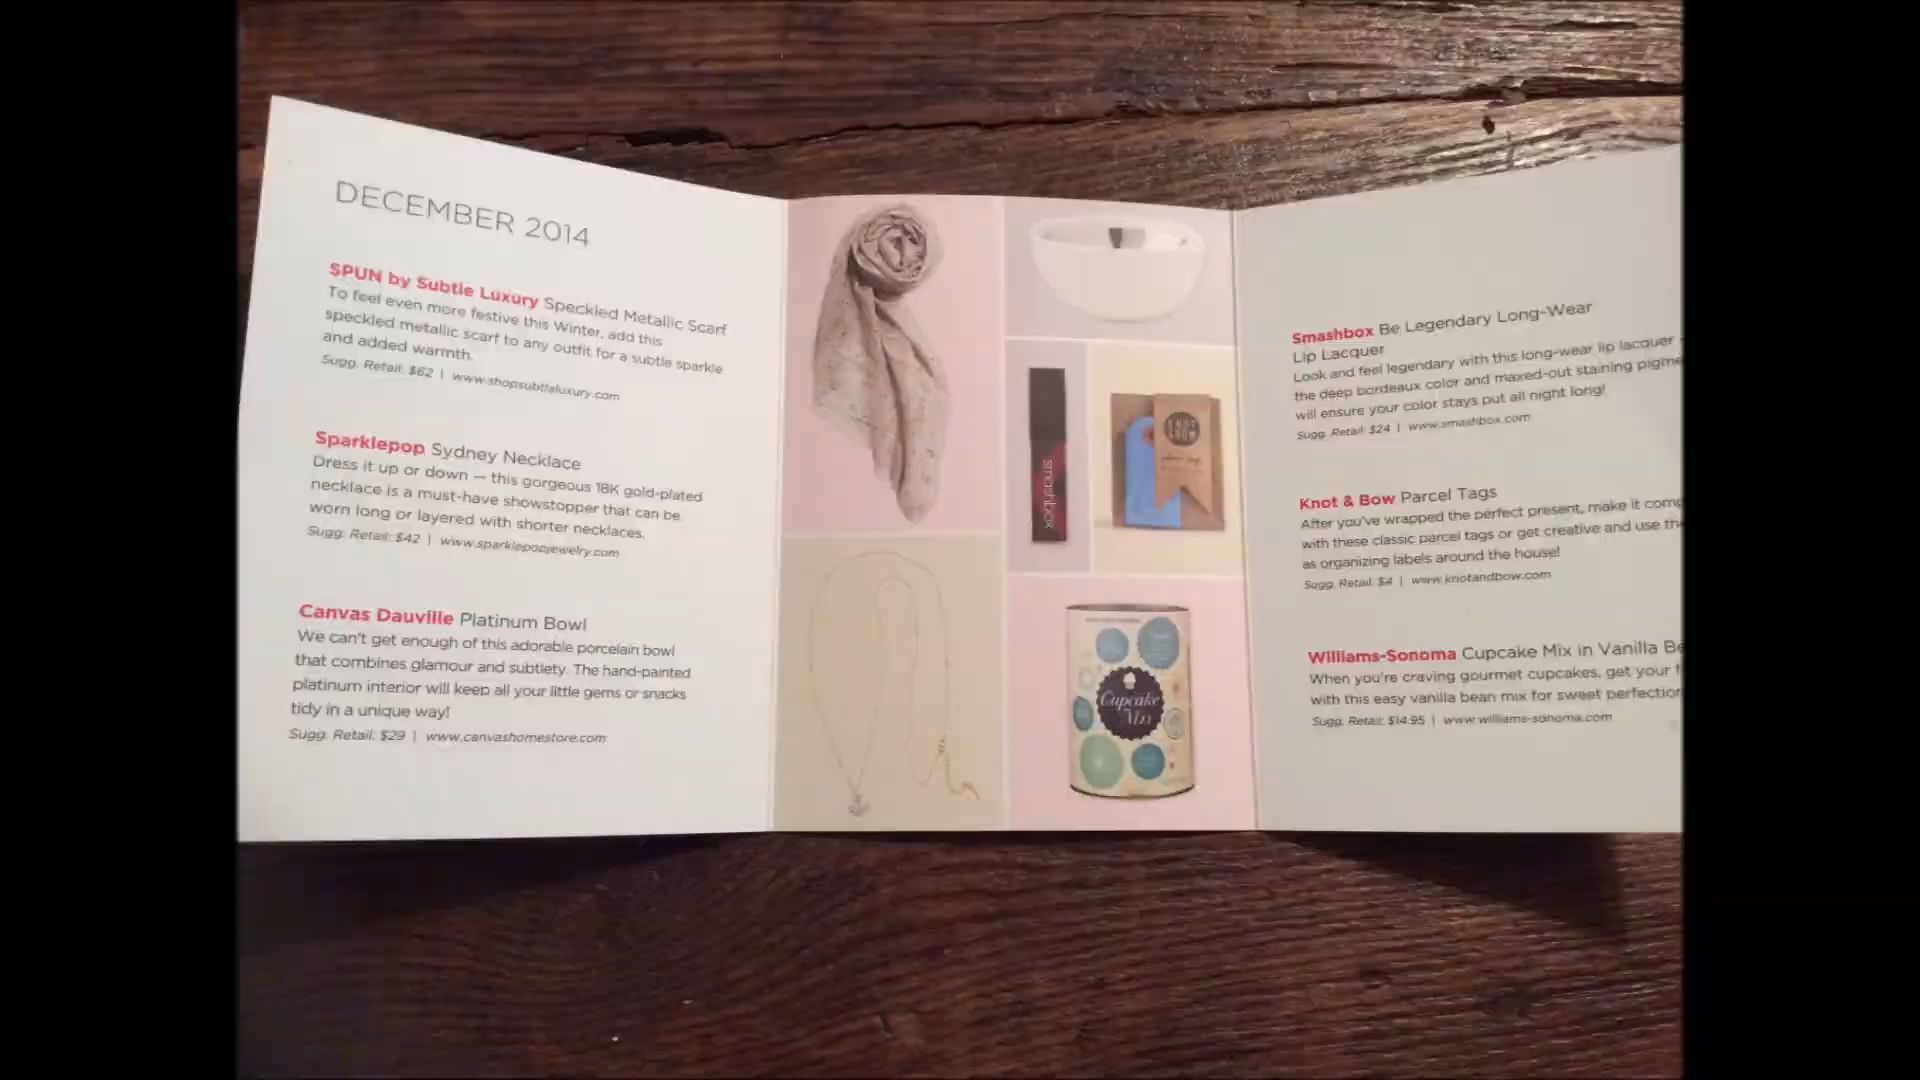 DECEMBER 2014
SPUN by Subtle Luxury Speckled Metallic Scarf
To feel even more festive this Winter, add this
speckled metallic scarf to any outfit for a subtle sparkle
and added warmth.
Sugg. Retail: $62 | www.shopsubtleluxury.com
Sparklepop Sydney Necklace
Dress it up or down — this gorgeous 18K gold-plated
necklace is a must-have showstopper that can be
worn long or layered with shorter necklaces.
Sugg. Retail: $42 | www.sparklepopjewelry.com
Canvas Dauville Platinum Bowl
We can't get enough of this adorable porcelain bowl
that combines glamour and subtlety. The hand-painted
platinum interior will keep all your little gems or snacks
tidy in a unique way!
Sugg. Retail: $29 | www.canvashomestore.com
smashbox
KNOT
& BOW
Cupcake
Mix
Smashbox Be Legendary Long-Wear
Lip Lacquer
Look and feel legendary with this long-wear lip lacquer
the deep bordeaux color and maxed-out staining pigme
will ensure your color stays put all night long!
Sugg. Retail: $24 | www.smashbox.com
Knot & Bow Parcel Tags
After you've wrapped the perfect present, make it comp
with these classic parcel tags or get creative and use the
as organizing labels around the house!
Sugg. Retail: $4 | www.knotandbow.com
Williams-Sonoma Cupcake Mix in Vanilla Be
When you're craving gourmet cupcakes, get your f
with this easy vanilla bean mix for sweet perfection
Sugg. Retail: $14.95 | www.williams-sonoma.com